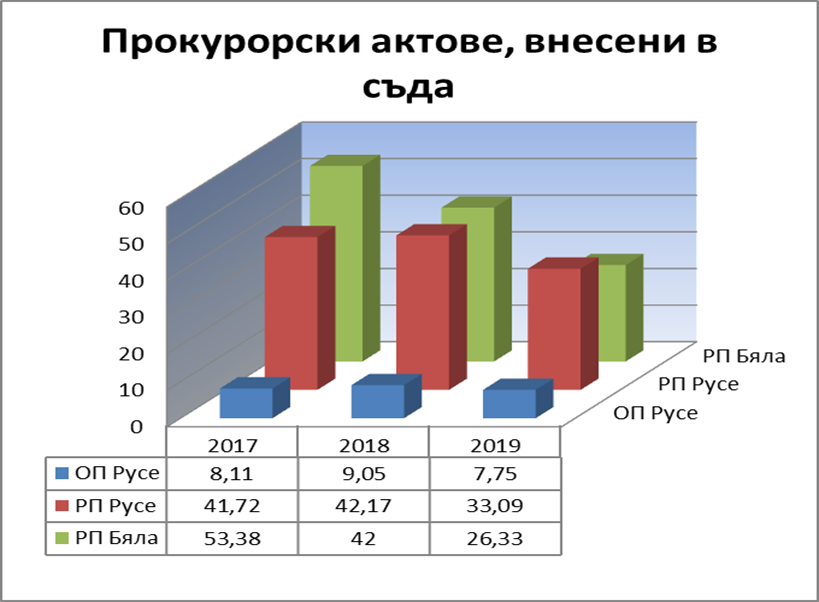 Прокурорски актове, внесени в
съда
60
50
40
30
20
10
0
РП Бяла
РП Русе
ОП Русе
2017 2018 2019
ОП Русе 8,11 9,05 7,75
РП Русе 41,72 42,17 33,09
РП Бяла 53,38 42 26,33